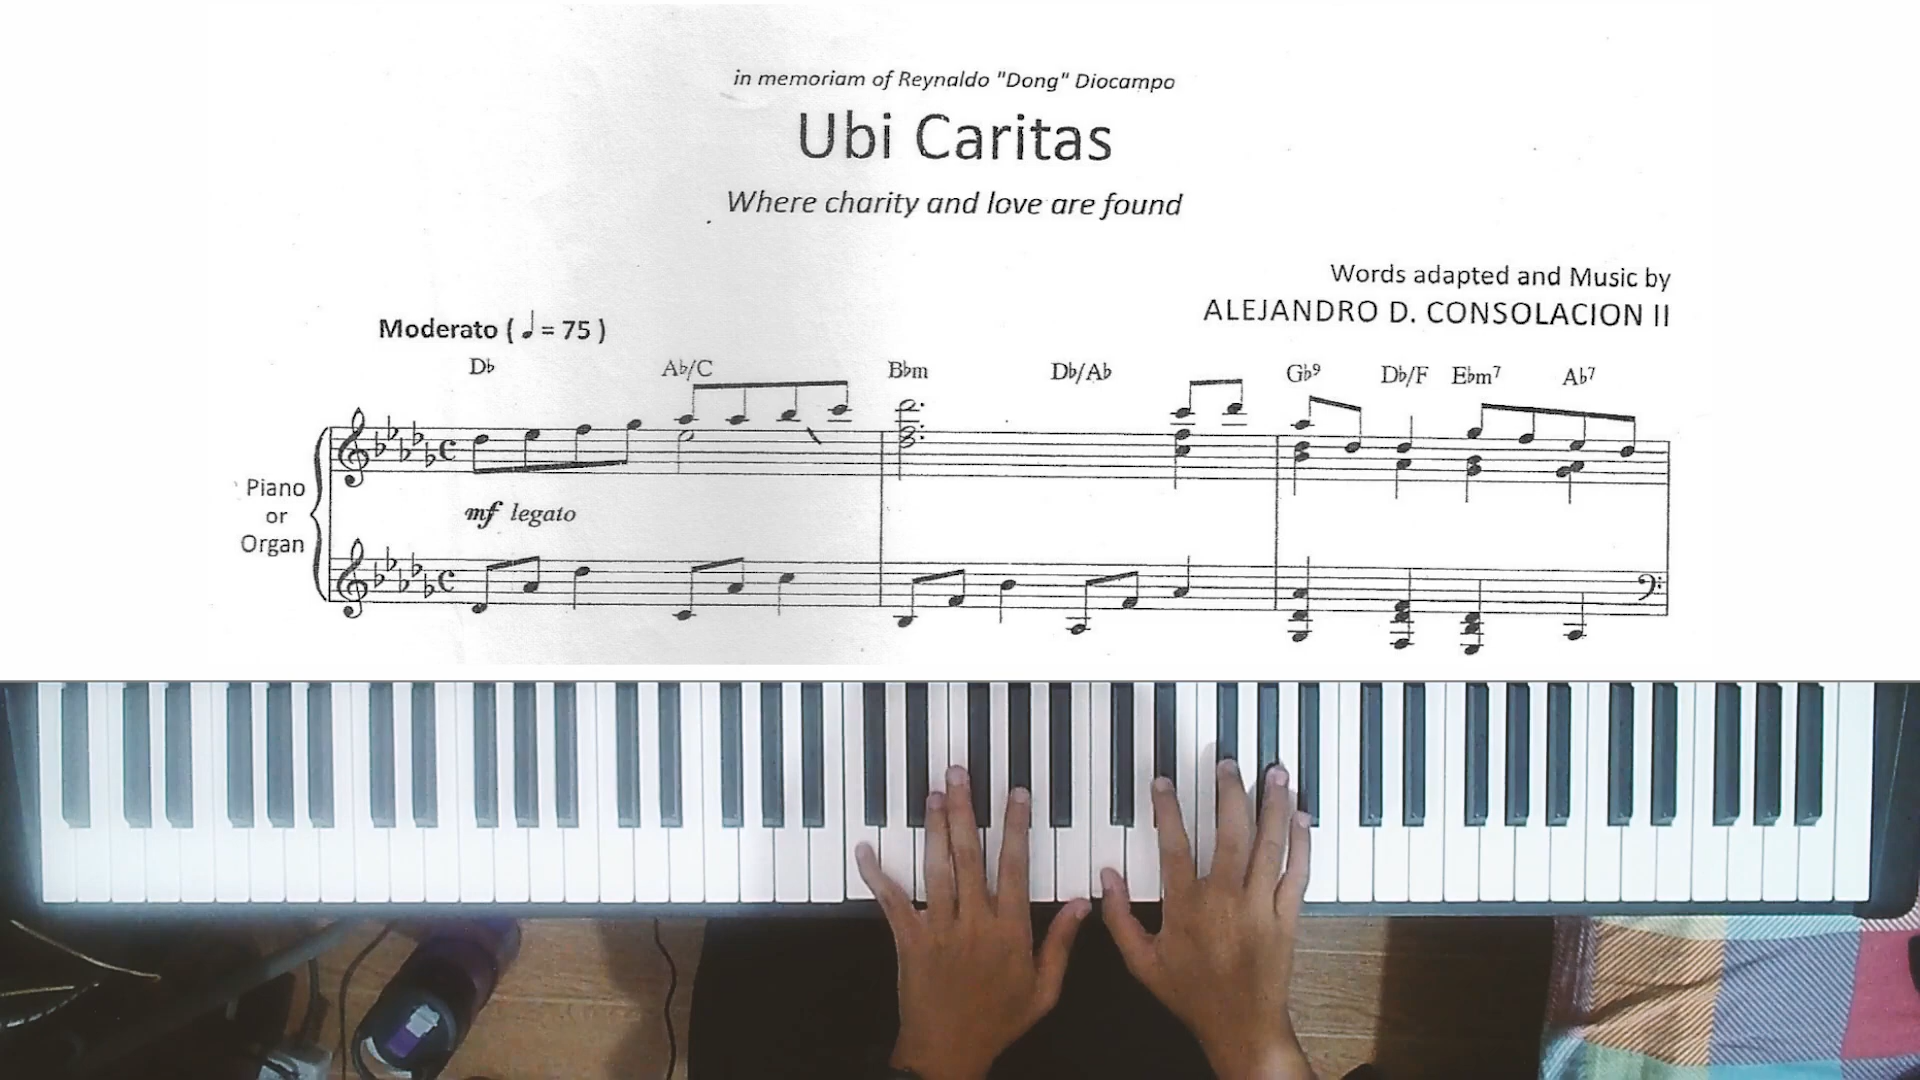 in memoriam of Reynaldo "Dong" Diocampo
Ubi Caritas
Where charity and love are found
Words adapted and Music by
ALEJANDRO D. CONSOLACION II
Moderato ( ♩ = 75 )
D♭ A♭/C B♭m D♭/A♭ G♭9 D♭/F E♭m7 A♭7
Piano
or
Organ
mf legato